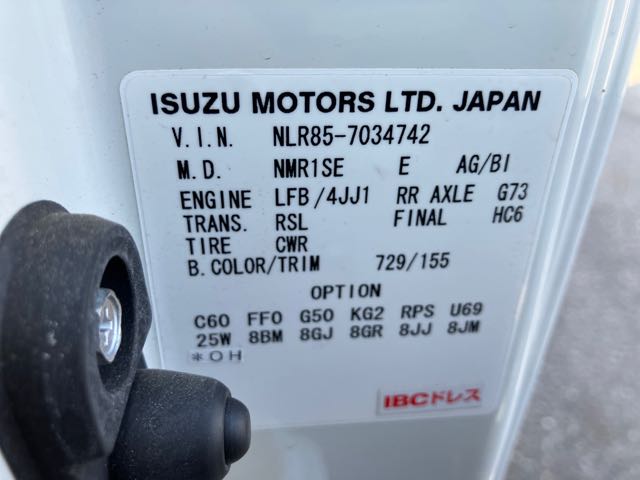 ISUZU MOTORS LTD. JAPAN
V.I.N. NLR85-7034742
M.D. NMR1SE E AG/BI
ENGINE LFB/4JJ1 RR AXLE G73
TRANS. RSL FINAL HC6
TIRE CWR
B.COLOR/TRIM 729/155
OPTION
C60 FF0 G50 KG2 RPS U69
25W 8BM 8GJ 8GR 8JJ 8JM
*OH
IBCドレス